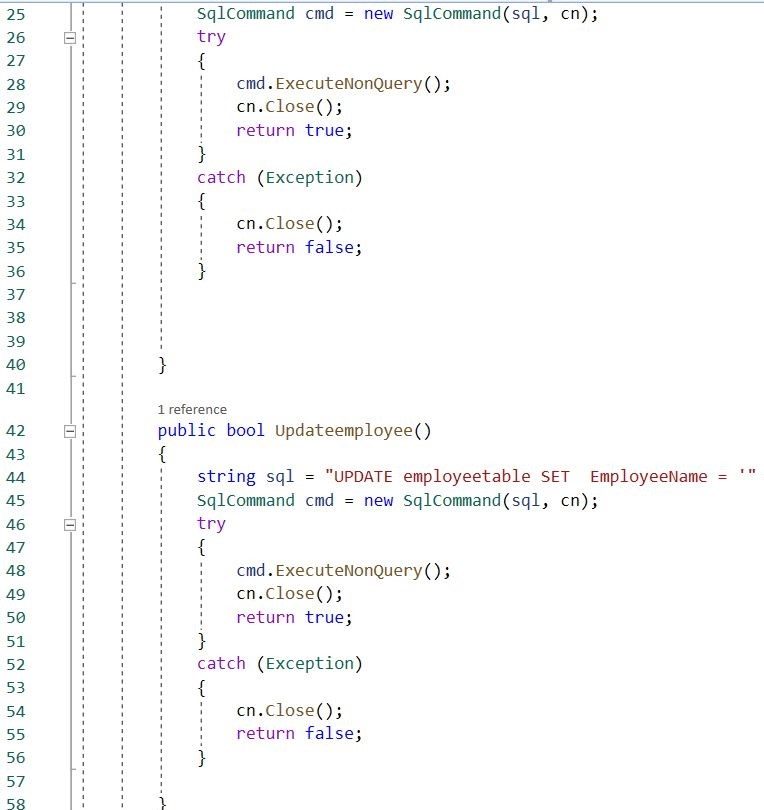 25 SqlCommand cmd = new SqlCommand(sql, cn);
26 try
27 {
28 cmd.ExecuteNonQuery();
29 cn.Close();
30 return true;
31 }
32 catch (Exception)
33 {
34 cn.Close();
35 return false;
36 }
37
38
39
40 }
41
1 reference
42 public bool Updateemployee()
43 {
44 string sql = "UPDATE employeetable SET  EmployeeName = '"
45 SqlCommand cmd = new SqlCommand(sql, cn);
46 try
47 {
48 cmd.ExecuteNonQuery();
49 cn.Close();
50 return true;
51 }
52 catch (Exception)
53 {
54 cn.Close();
55 return false;
56 }
57
58 }